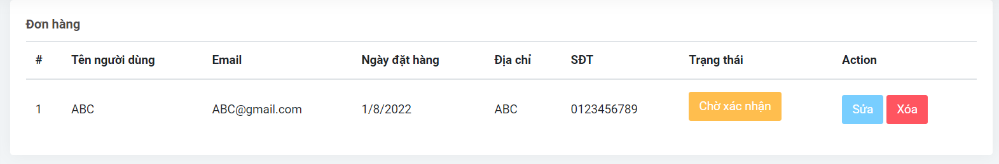 Đơn hàng
# Tên người dùng Email Ngày đặt hàng Địa chỉ SĐT Trạng thái Action
1 ABC ABC@gmail.com 1/8/2022 ABC 0123456789 Chờ xác nhận Sửa Xóa